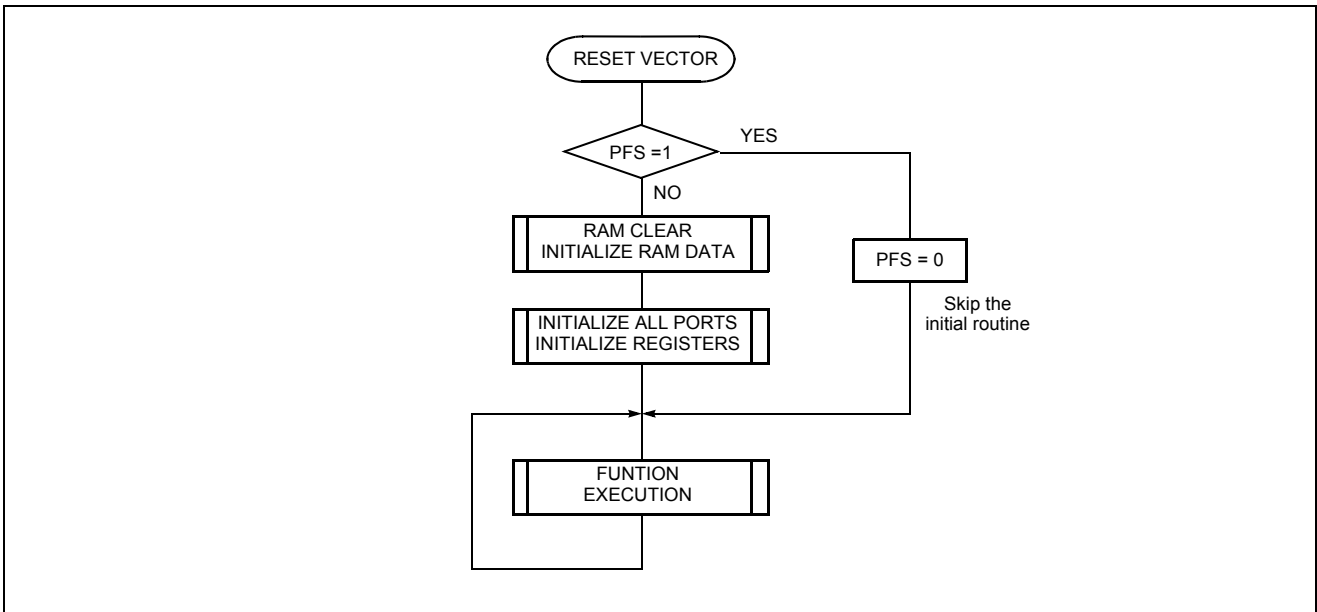 RESET VECTOR
PFS =1
YES
NO
RAM CLEAR
INITIALIZE RAM DATA
PFS = 0
Skip the
initial routine
INITIALIZE ALL PORTS
INITIALIZE REGISTERS
FUNTION
EXECUTION